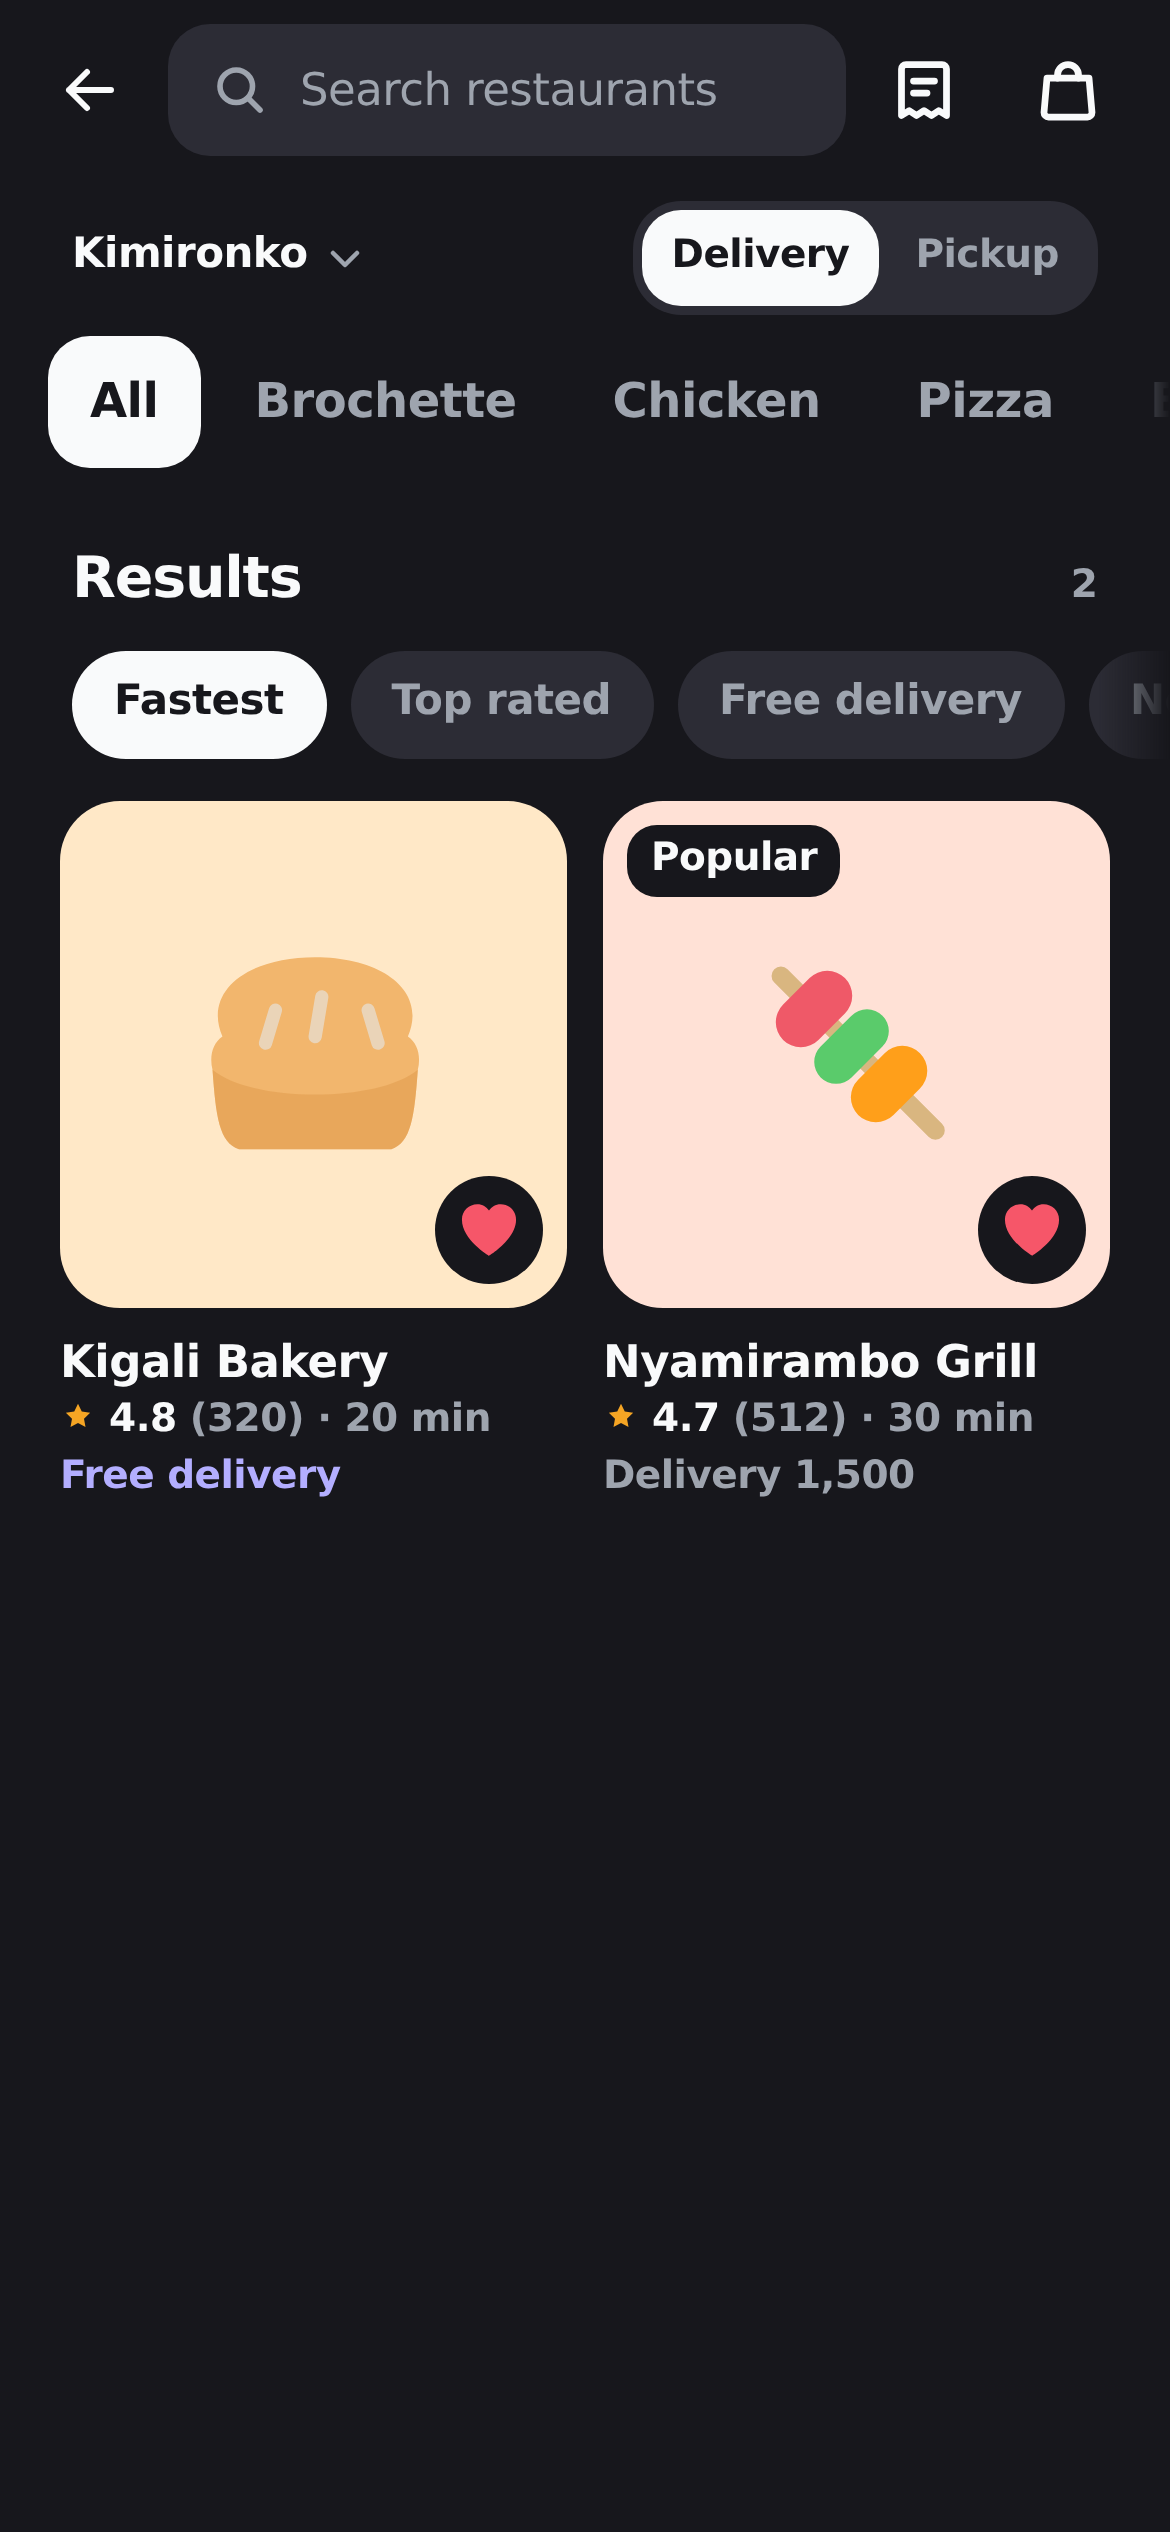 Search restaurants
Kimironko
Delivery Pickup
All Brochette Chicken Pizza
Results
2
Fastest Top rated Free delivery
Popular
Kigali Bakery
4.8 (320) · 20 min
Free delivery
Nyamirambo Grill
4.7 (512) · 30 min
Delivery 1,500